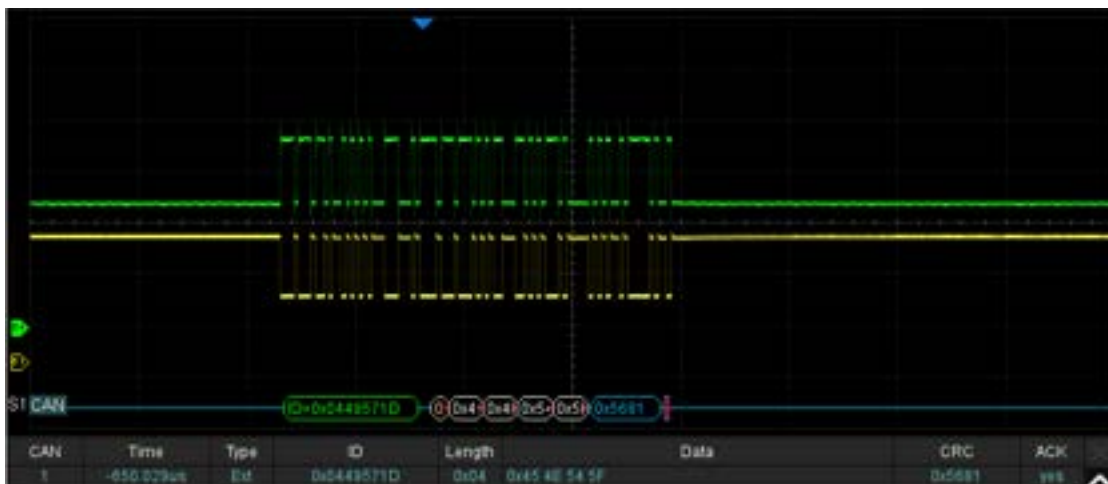 S1 CAN
ID=0x0449571D 0x4 0x4 0x5 0x5 0x5681
CAN Time Type ID Length Data CRC ACK
1 -650.029us Ext 0x0449571D 0x04 0x45 4E 54 5F 0x5681 yes